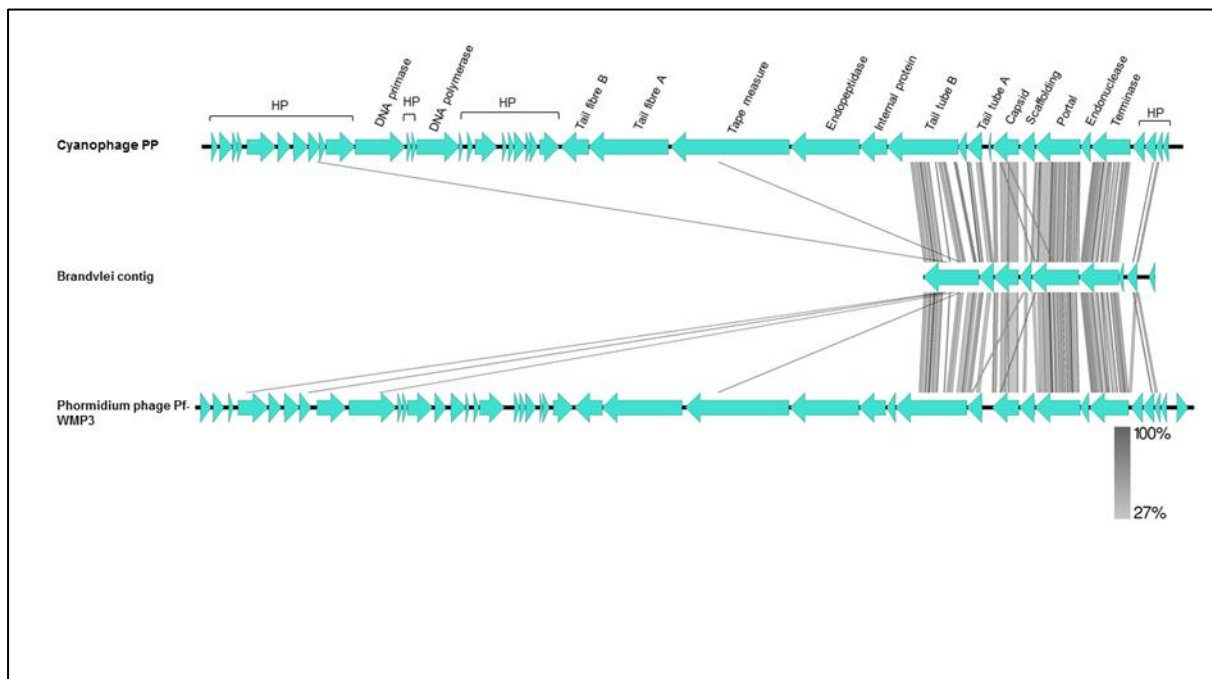 HP
DNA primase
HP
DNA polymerase
HP
Tail fibre B
Tail fibre A
Tape measure
Endopeptidase
Internal protein
Tail tube B
Tail tube A
Capsid
Scaffolding
Portal
Endonuclease
Terminase
HP
Cyanophage PP
Brandvlei contig
Phormidium phage Pf-
WMP3
100%
27%